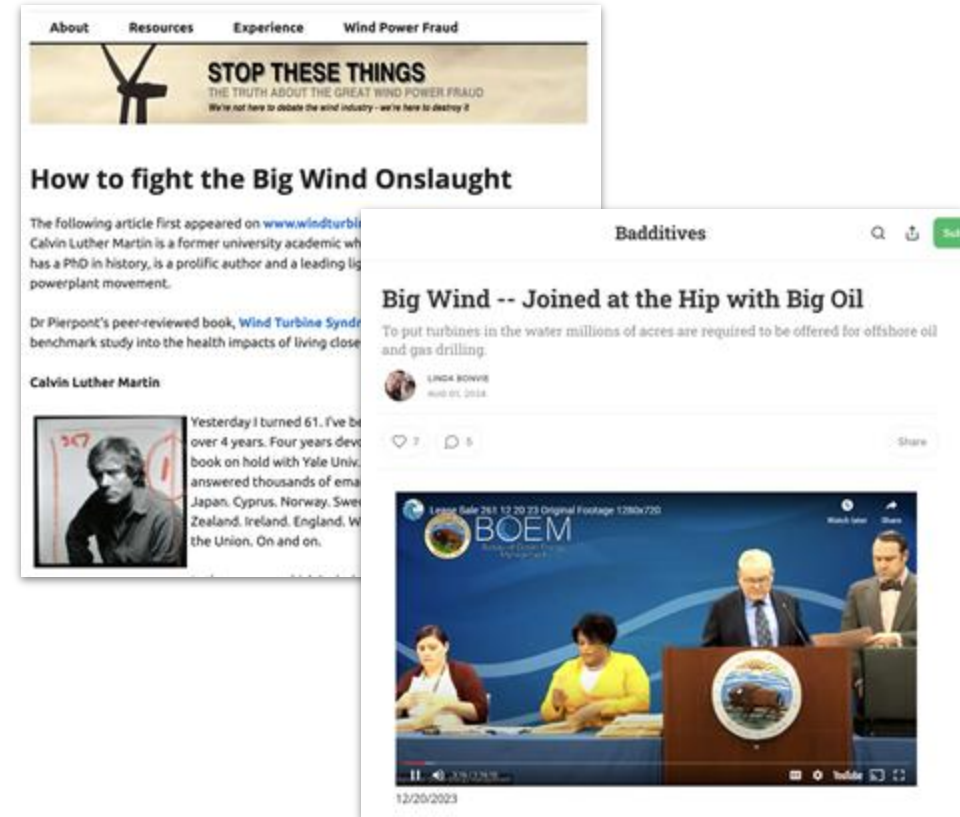 About Resources Experience Wind Power Fraud
STOP THESE THINGS
THE TRUTH ABOUT THE GREAT WIND POWER FRAUD
We're not here to debate the wind industry - we're here to destroy it
How to fight the Big Wind Onslaught
The following article first appeared on www.windturbi
Calvin Luther Martin is a former university academic wh
has a PhD in history, is a prolific author and a leading lig
powerplant movement.
Dr Pierpont's peer-reviewed book, Wind Turbine Syndr
benchmark study into the health impacts of living close
Calvin Luther Martin
Yesterday I turned 61. I've be
over 4 years. Four years devo
book on hold with Yale Univ.
answered thousands of ema
Japan. Cyprus. Norway. Swe
Zealand. Ireland. England. W
the Union. On and on.
Badditives
Big Wind -- Joined at the Hip with Big Oil
To put turbines in the water millions of acres are required to be offered for offshore oil
and gas drilling.
LINDA BONVIE
7 5 Share
Lease Sale 261 12 20 23 Original Footage 1280x720
Watch later Share
BOEM
Bureau of Ocean Energy
Management
YouTube
12/20/2023